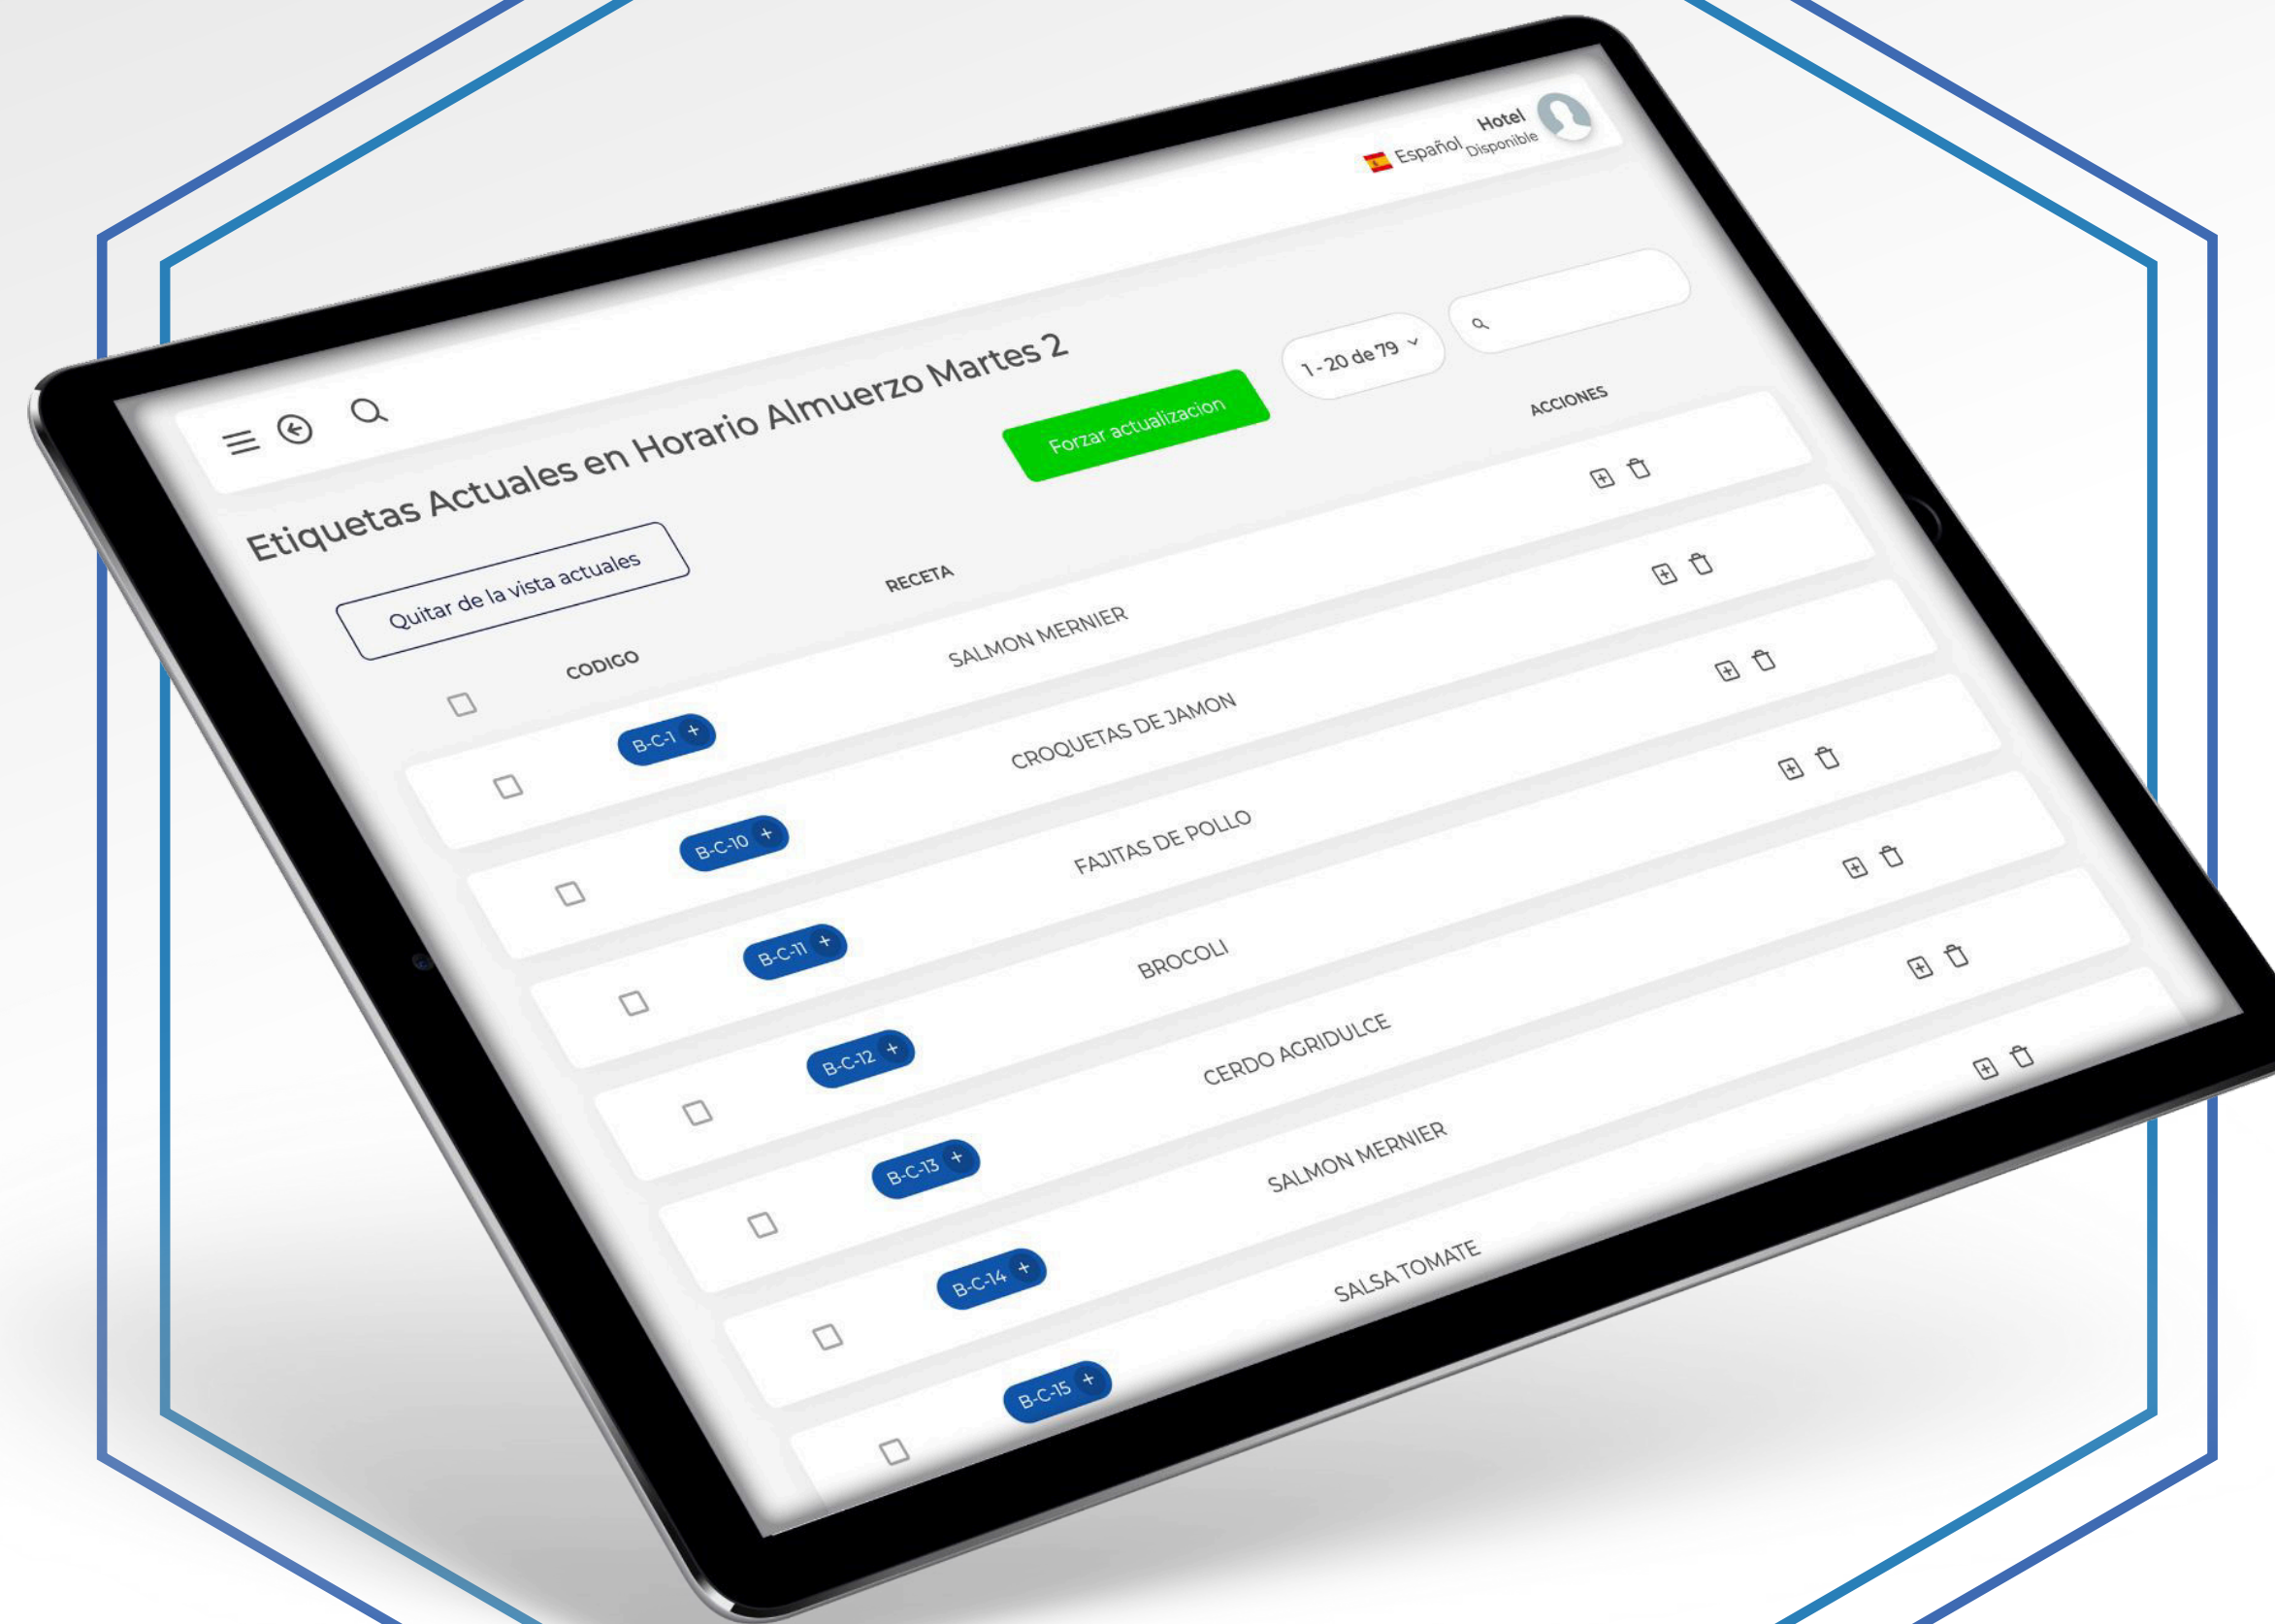 Español
Hotel
Disponible
Etiquetas Actuales en Horario Almuerzo Martes 2
Quitar de la vista actuales
Forzar actualizacion
1 - 20 de 79
CODIGO
RECETA
ACCIONES
B-C-1 + SALMON MERNIER
B-C-10 + CROQUETAS DE JAMON
B-C-11 + FAJITAS DE POLLO
B-C-12 + BROCOLI
B-C-13 + CERDO AGRIDULCE
B-C-14 + SALMON MERNIER
B-C-15 + SALSA TOMATE